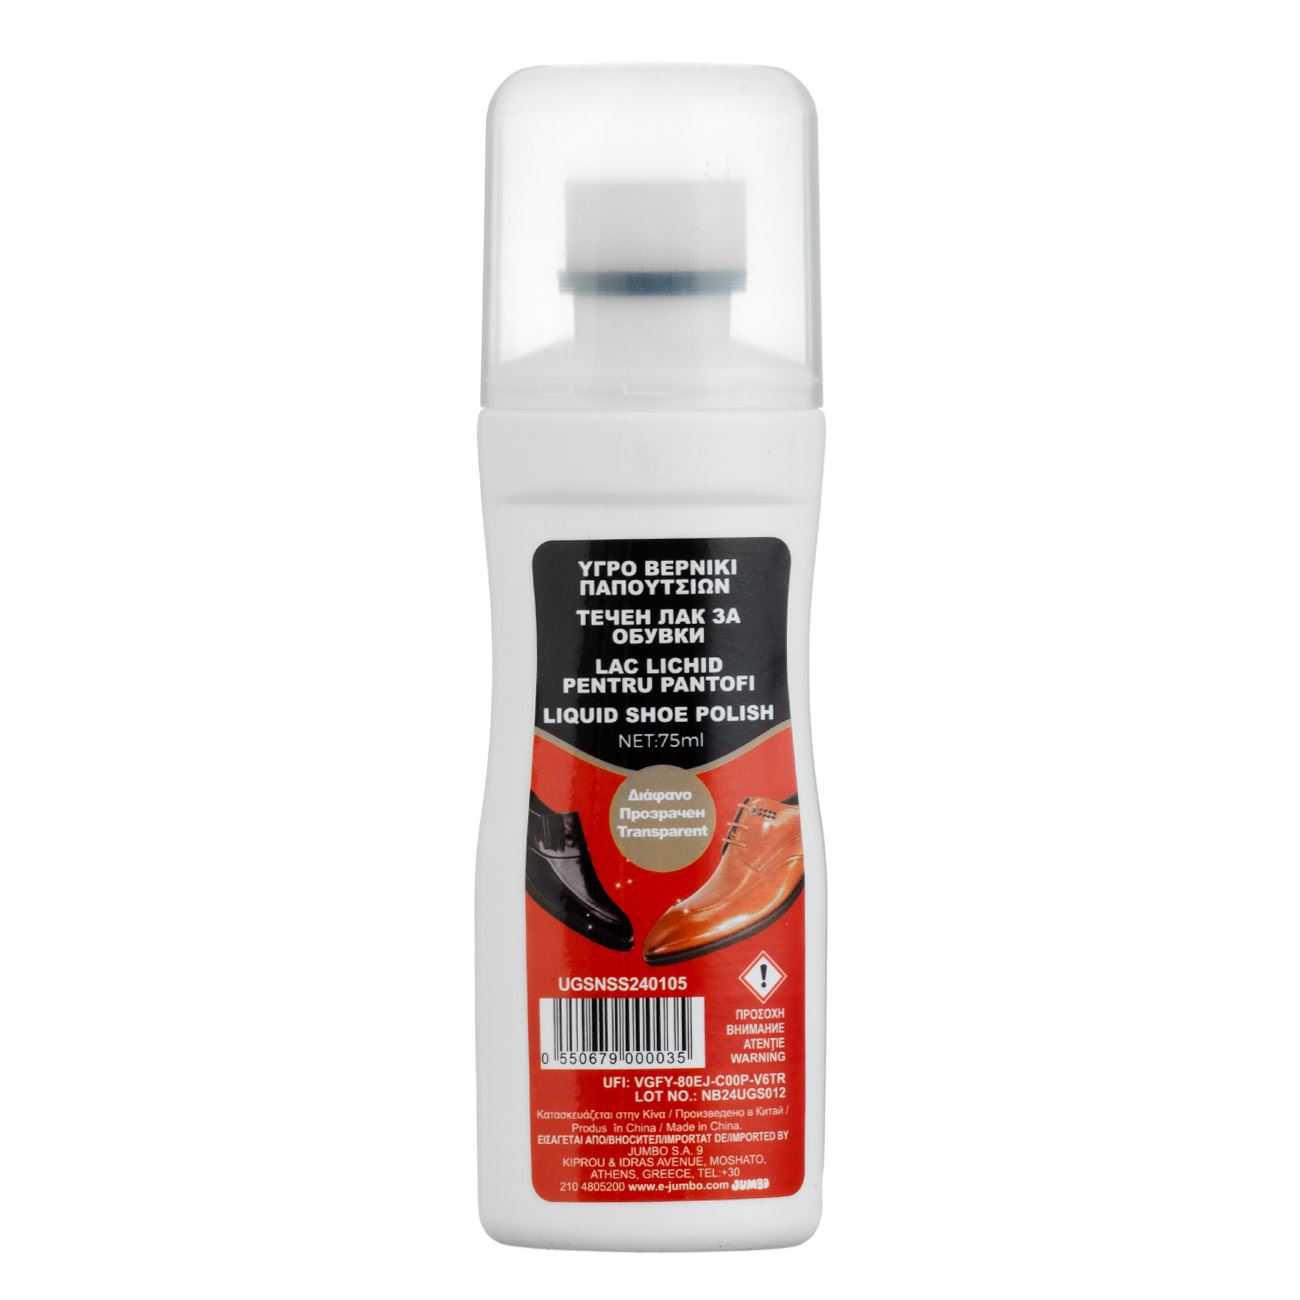 ΥΓΡΟ ΒΕΡΝΙΚΙ
ΠΑΠΟΥΤΣΙΩΝ
ТЕЧЕН ЛАК ЗА
ОБУВКИ
LAC LICHID
PENTRU PANTOFI
LIQUID SHOE POLISH
NET:75ml
Διάφανο
Прозрачен
Transparent
UGSNSS240105
0 550679 000035
ΠΡΟΣΟΧΗ
ВНИМАНИЕ
ATENȚIE
WARNING
UFI: VGFY-80EJ-C00P-V6TR
LOT NO.: NB24UGS012
Κατασκευάζεται στην Κίνα / Произведено в Китай /
Produs în China / Made in China.
ΕΙΣΑΓΕΤΑΙ ΑΠΟ/ВНОСИТЕЛ/IMPORTAT DE/IMPORTED BY
JUMBO S.A. 9
KIPROU & IDRAS AVENUE, MOSHATO,
ATHENS, GREECE, TEL:+30
210 4805200 www.e-jumbo.com JUMBO